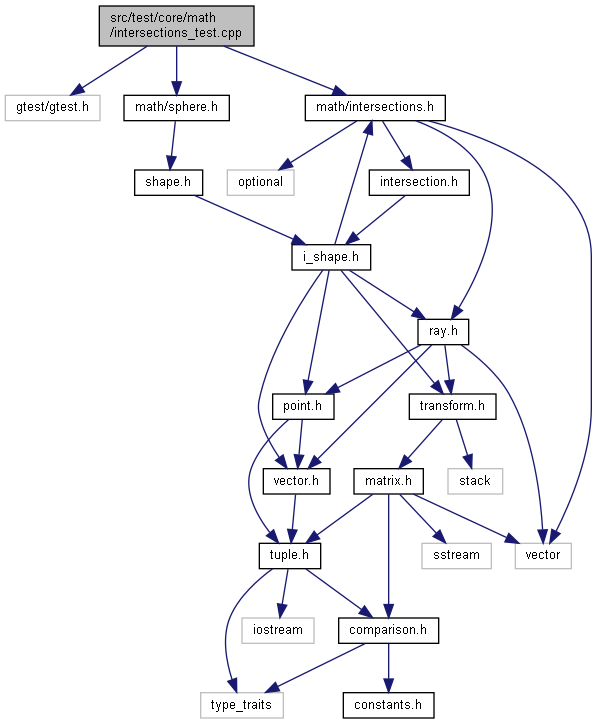 src/test/core/math
/intersections_test.cpp
gtest/gtest.h
math/sphere.h
math/intersections.h
shape.h
optional
intersection.h
i_shape.h
ray.h
point.h
transform.h
vector.h
matrix.h
stack
tuple.h
sstream
vector
iostream
comparison.h
type_traits
constants.h